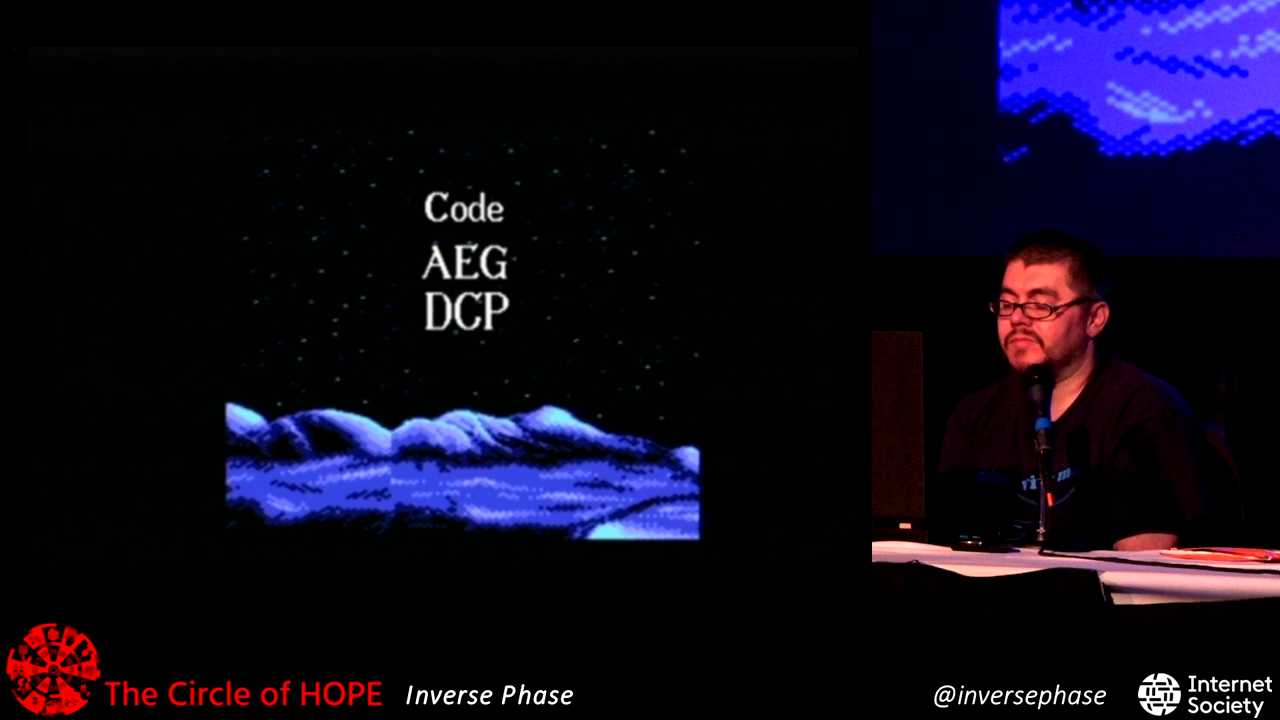 Code
AEG
DCP
The Circle of HOPE
Inverse Phase
@inversephase
Internet
Society